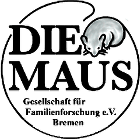 DIE
MAUS
Gesellschaft für
Familienforschung e.V.
Bremen